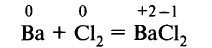 0 0 +2−1
Ba + Cl₂ = BaCl₂